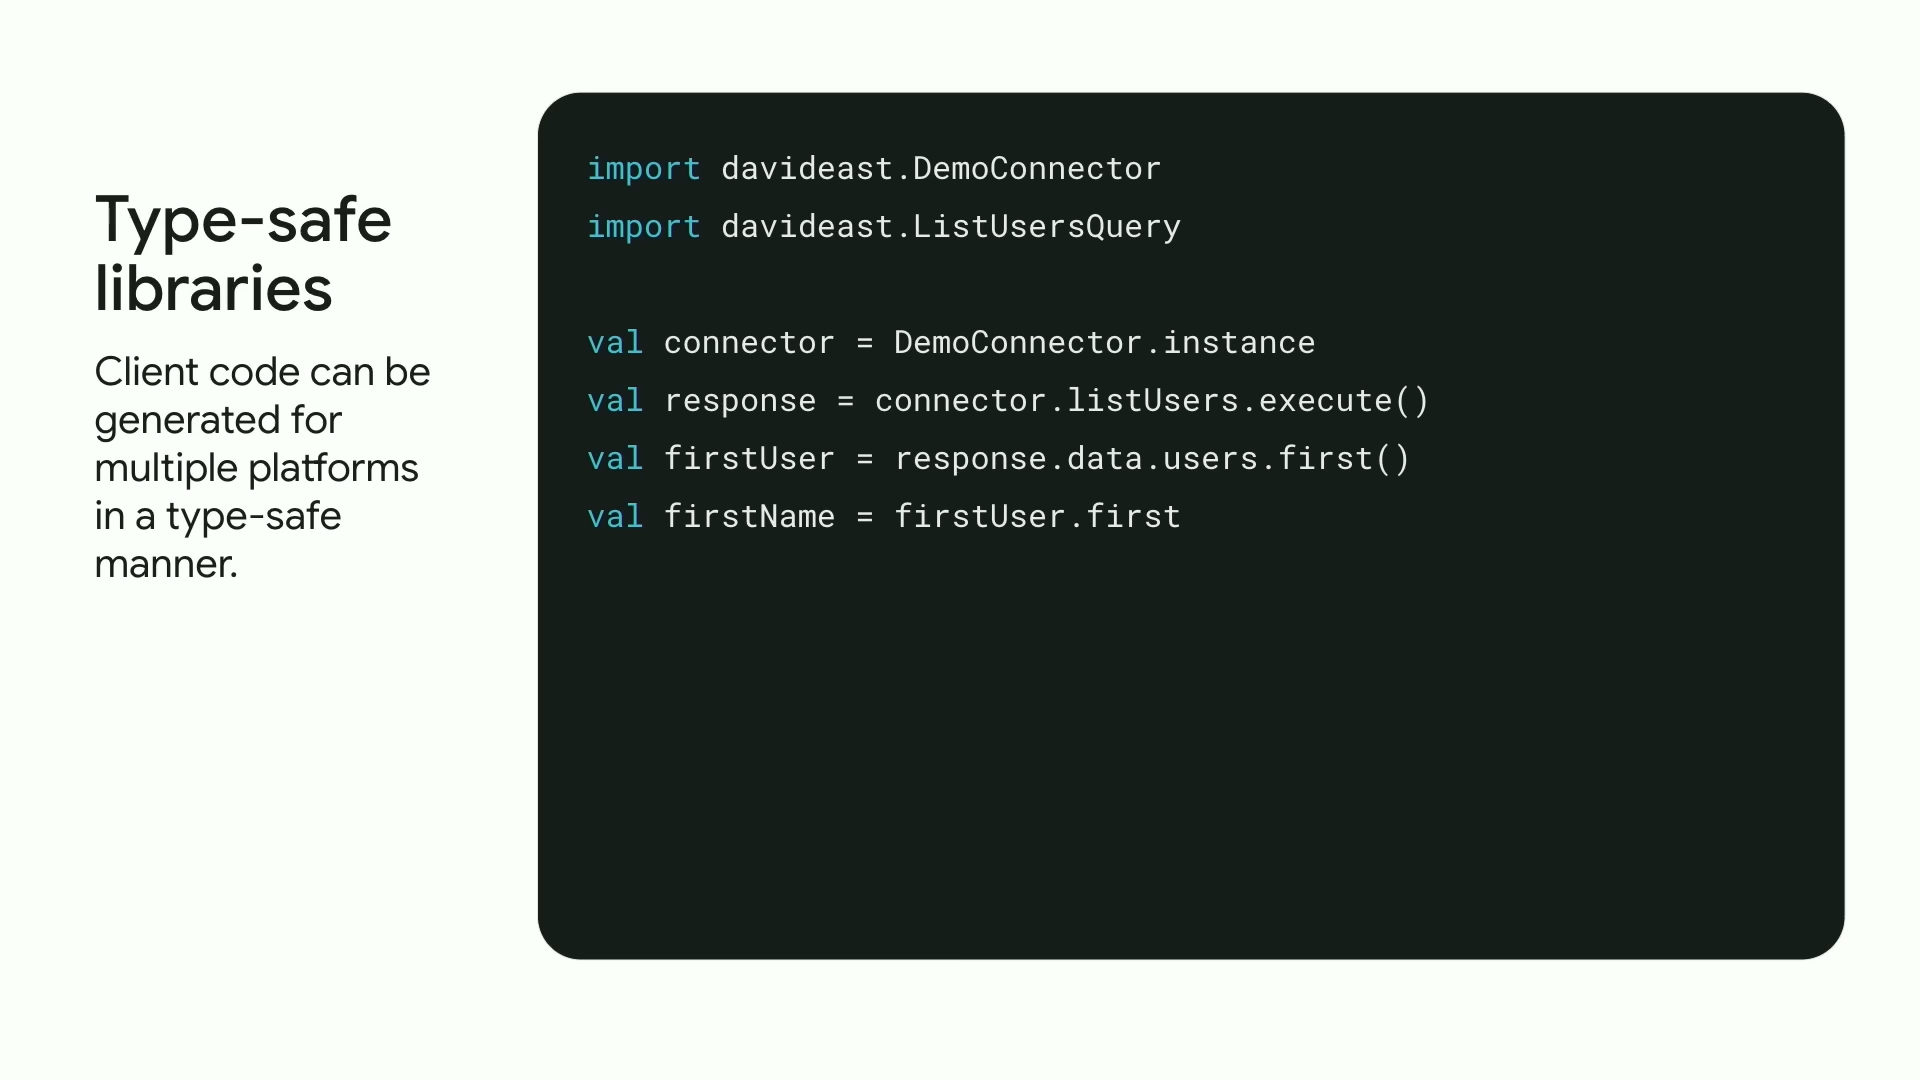 Type-safe
libraries
Client code can be
generated for
multiple platforms
in a type-safe
manner.
import davideast.DemoConnector
import davideast.ListUsersQuery
val connector = DemoConnector.instance
val response = connector.listUsers.execute()
val firstUser = response.data.users.first()
val firstName = firstUser.first